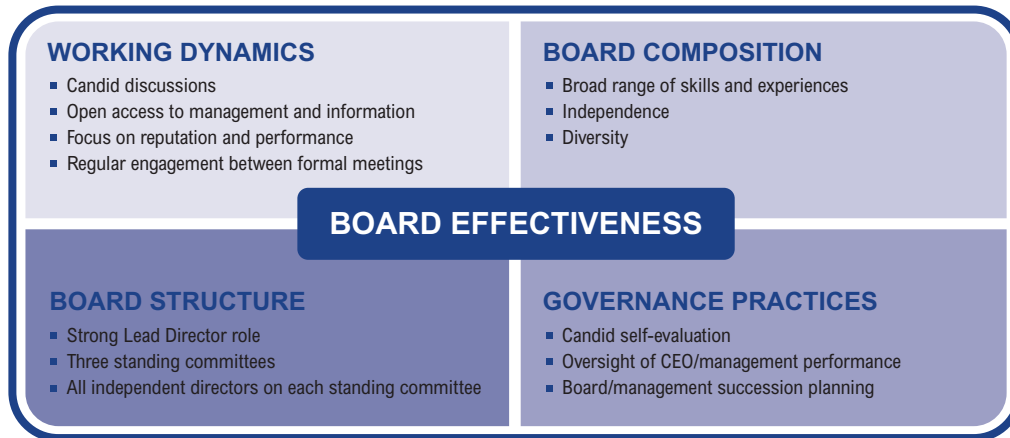 WORKING DYNAMICS
▪ Candid discussions
▪ Open access to management and information
▪ Focus on reputation and performance
▪ Regular engagement between formal meetings
BOARD COMPOSITION
▪ Broad range of skills and experiences
▪ Independence
▪ Diversity
BOARD EFFECTIVENESS
BOARD STRUCTURE
▪ Strong Lead Director role
▪ Three standing committees
▪ All independent directors on each standing committee
GOVERNANCE PRACTICES
▪ Candid self-evaluation
▪ Oversight of CEO/management performance
▪ Board/management succession planning